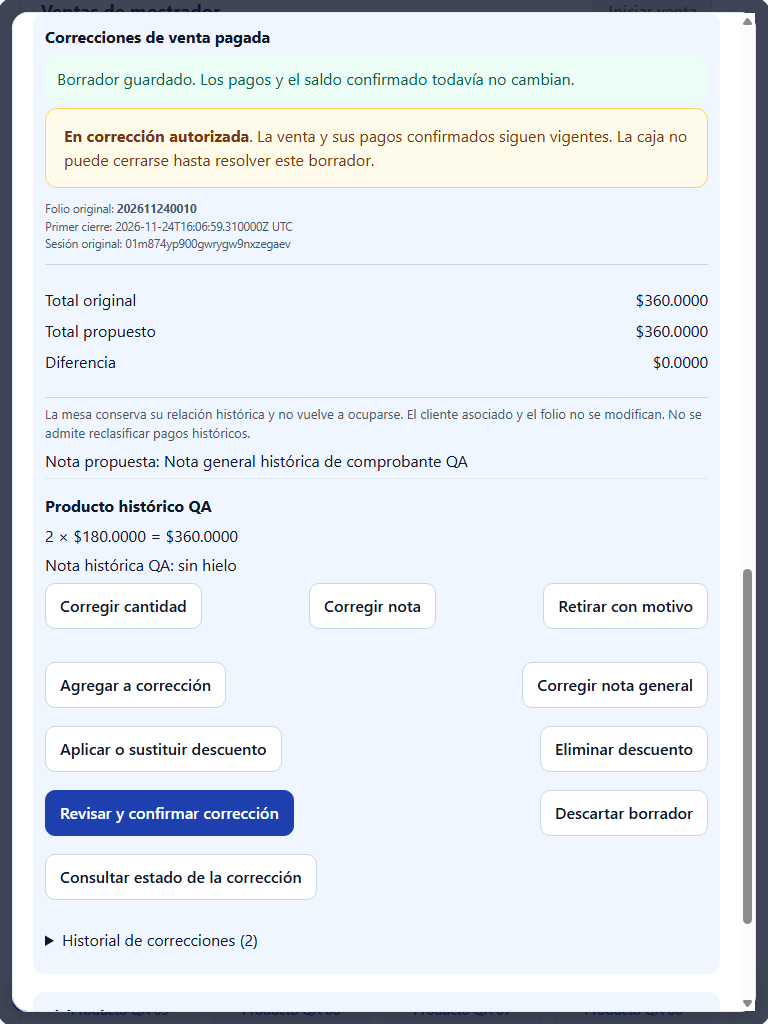 Ventas de mostrador
Iniciar venta
Correcciones de venta pagada
Borrador guardado. Los pagos y el saldo confirmado todavía no cambian.
En corrección autorizada. La venta y sus pagos confirmados siguen vigentes. La caja no
puede cerrarse hasta resolver este borrador.
Folio original: 202611240010
Primer cierre: 2026-11-24T16:06:59.310000Z UTC
Sesión original: 01m874yp900gwrygw9nxzegaev
Total original $360.0000
Total propuesto $360.0000
Diferencia $0.0000
La mesa conserva su relación histórica y no vuelve a ocuparse. El cliente asociado y el folio no se modifican. No se
admite reclasificar pagos históricos.
Nota propuesta: Nota general histórica de comprobante QA
Producto histórico QA
2 × $180.0000 = $360.0000
Nota histórica QA: sin hielo
Corregir cantidad Corregir nota Retirar con motivo
Agregar a corrección Corregir nota general
Aplicar o sustituir descuento Eliminar descuento
Revisar y confirmar corrección Descartar borrador
Consultar estado de la corrección
Historial de correcciones (2)